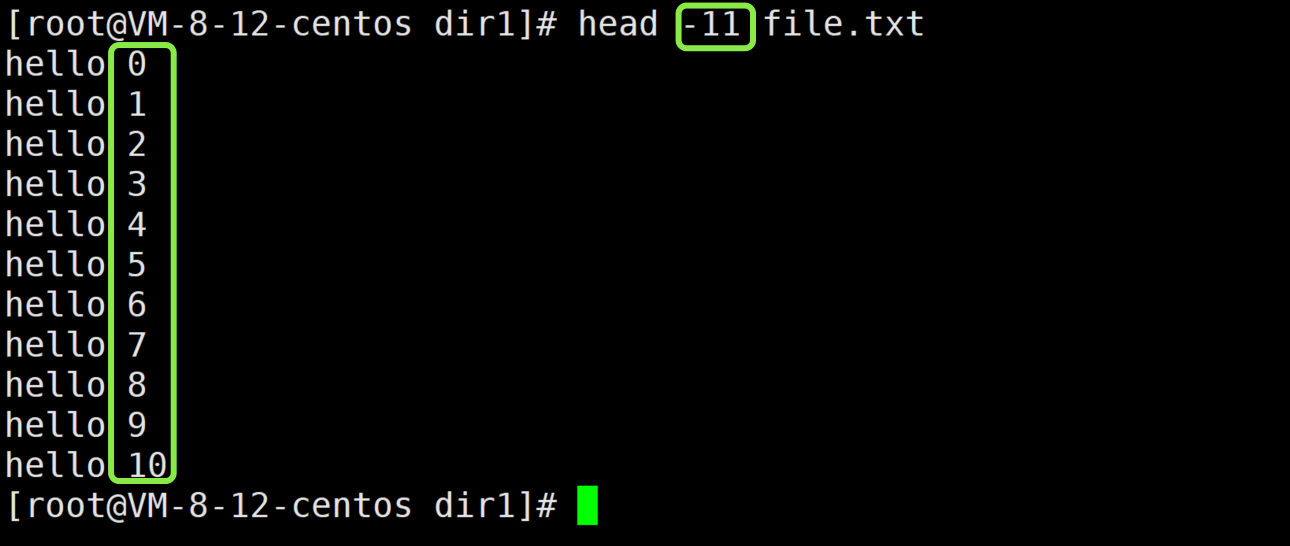 [root@VM-8-12-centos dir1]# head -11 file.txt
hello 0
hello 1
hello 2
hello 3
hello 4
hello 5
hello 6
hello 7
hello 8
hello 9
hello 10
[root@VM-8-12-centos dir1]#